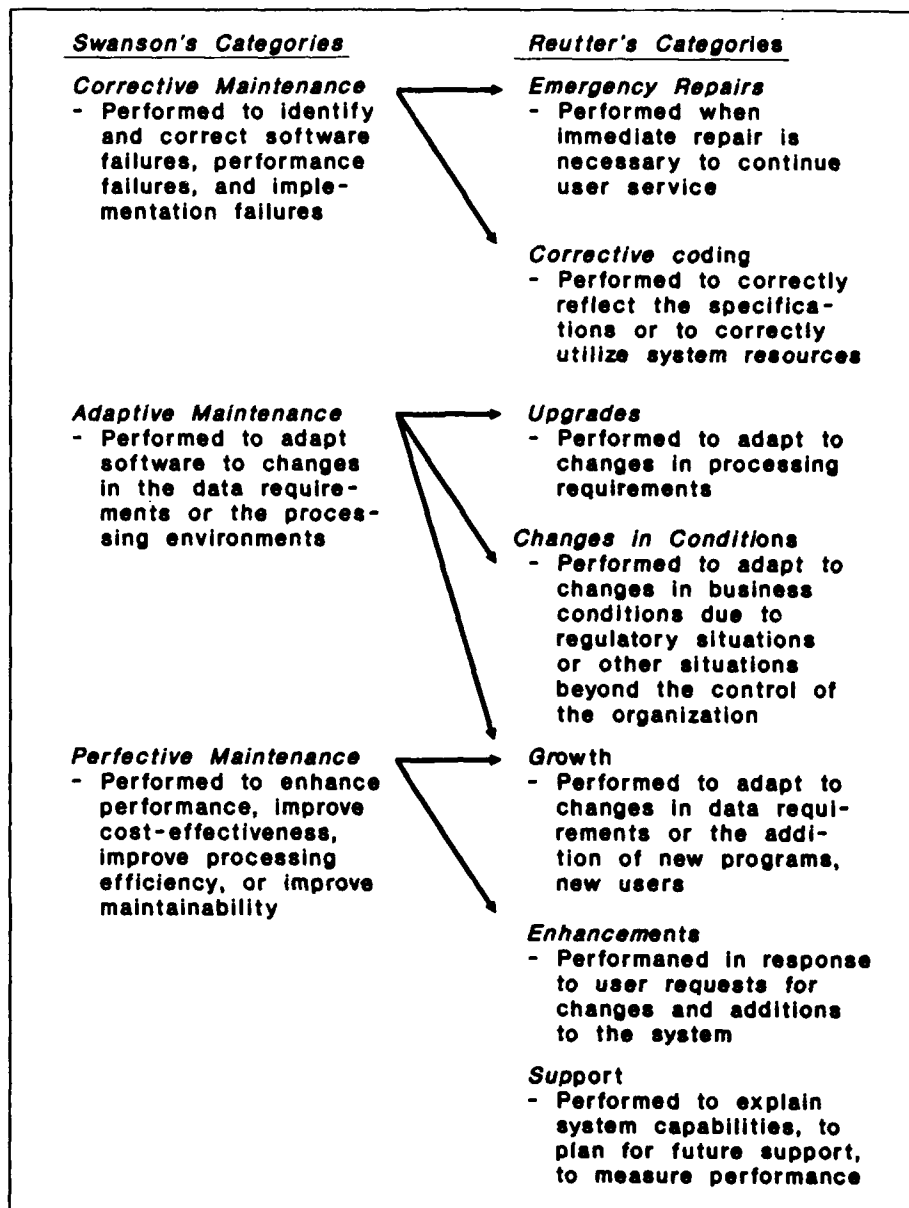 Swanson's Categories
Reutter's Categories
Corrective Maintenance
- Performed to identify
and correct software
failures, performance
failures, and imple-
mentation failures
Emergency Repairs
- Performed when
immediate repair is
necessary to continue
user service
Corrective coding
- Performed to correctly
reflect the specifica-
tions or to correctly
utilize system resources
Adaptive Maintenance
- Performed to adapt
software to changes
in the data require-
ments or the proces-
sing environments
Upgrades
- Performed to adapt to
changes in processing
requirements
Changes in Conditions
- Performed to adapt to
changes in business
conditions due to
regulatory situations
or other situations
beyond the control of
the organization
Perfective Maintenance
- Performed to enhance
performance, improve
cost-effectiveness,
improve processing
efficiency, or improve
maintainability
Growth
- Performed to adapt to
changes in data requi-
rements or the addi-
tion of new programs,
new users
Enhancements
- Performaned in response
to user requests for
changes and additions
to the system
Support
- Performed to explain
system capabilities, to
plan for future support,
to measure performance